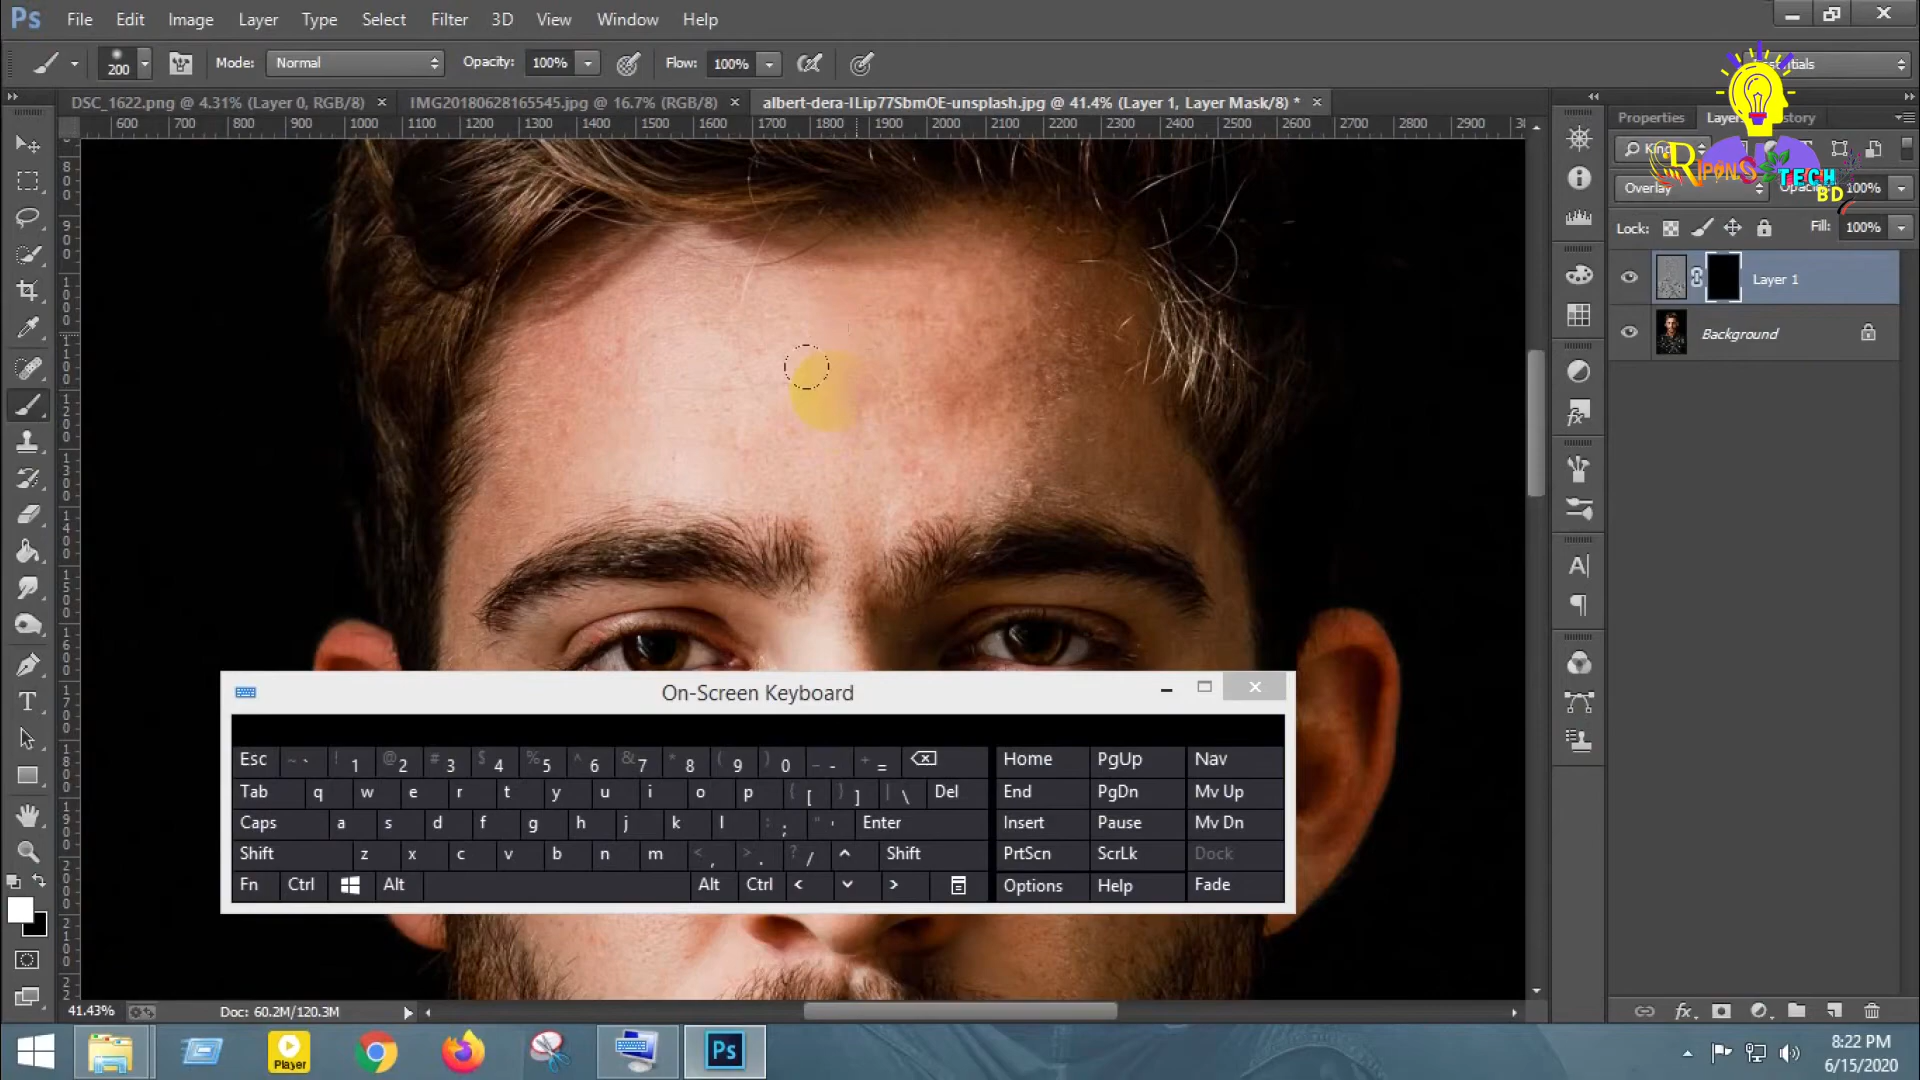 Ps File Edit Image Layer Type Select Filter 3D View Window Help
200 Mode: Normal Opacity: 100% Flow: 100%
DSC_1622.png @ 4.31% (Layer 0, RGB/8) × IMG20180628165545.jpg @ 16.7% (RGB/8) × albert-dera-ILip77SbmOE-unsplash.jpg @ 41.4% (Layer 1, Layer Mask/8) * ×
600 700 800 900 1000 1100 1200 1300 1400 1500 1600 1700 1800 1900 2000 2100 2200 2300 2400 2500 2600 2700 2800 2900
Properties
RIPONS TECH BD
Overlay 100%
Lock: Fill: 100%
Layer 1
Background
On-Screen Keyboard
Esc ~ ` ! 1 @ 2 # 3 $ 4 % 5 ^ 6 & 7 * 8 ( 9 ) 0 _ - + = Home PgUp Nav
Tab q w e r t y u i o p { [ } ] | \ Del End PgDn Mv Up
Caps a s d f g h j k l : ; " ' Enter Insert Pause Mv Dn
Shift z x c v b n m < , > . ? / ^ Shift PrtScn ScrLk Dock
Fn Ctrl Alt Alt Ctrl < > Options Help Fade
41.43% Doc: 60.2M/120.3M
Player
Ps
8:22 PM
6/15/2020